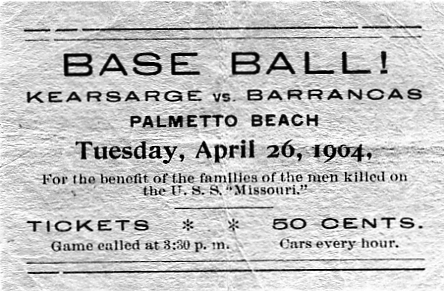 BASE BALL!
KEARSARGE vs. BARRANCAS
PALMETTO BEACH
Tuesday, April 26, 1904,
For the benefit of the families of the men killed on
the U. S. S. "Missouri."
TICKETS * * 50 CENTS.
Game called at 3:30 p. m. Cars every hour.